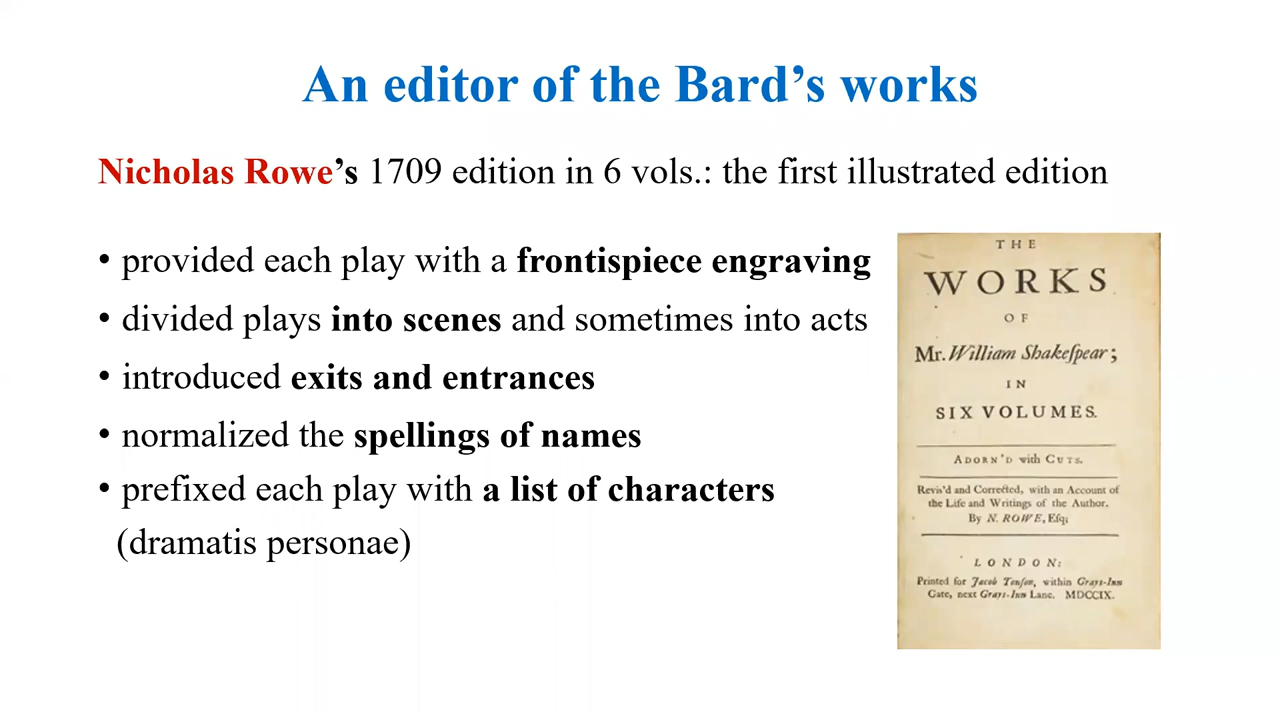 An editor of the Bard’s works
Nicholas Rowe’s 1709 edition in 6 vols.: the first illustrated edition
• provided each play with a frontispiece engraving
• divided plays into scenes and sometimes into acts
• introduced exits and entrances
• normalized the spellings of names
• prefixed each play with a list of characters
(dramatis personae)
THE
WORKS
OF
Mr. William Shakeſpear;
IN
SIX VOLUMES.
ADORN'D with CUTS.
Revis'd and Corrected, with an Account of
the Life and Writings of the Author.
By N. ROWE, Eſq;
LONDON:
Printed for Jacob Tonſon, within Grays-Inn
Gate, next Grays-Inn Lane. MDCCIX.